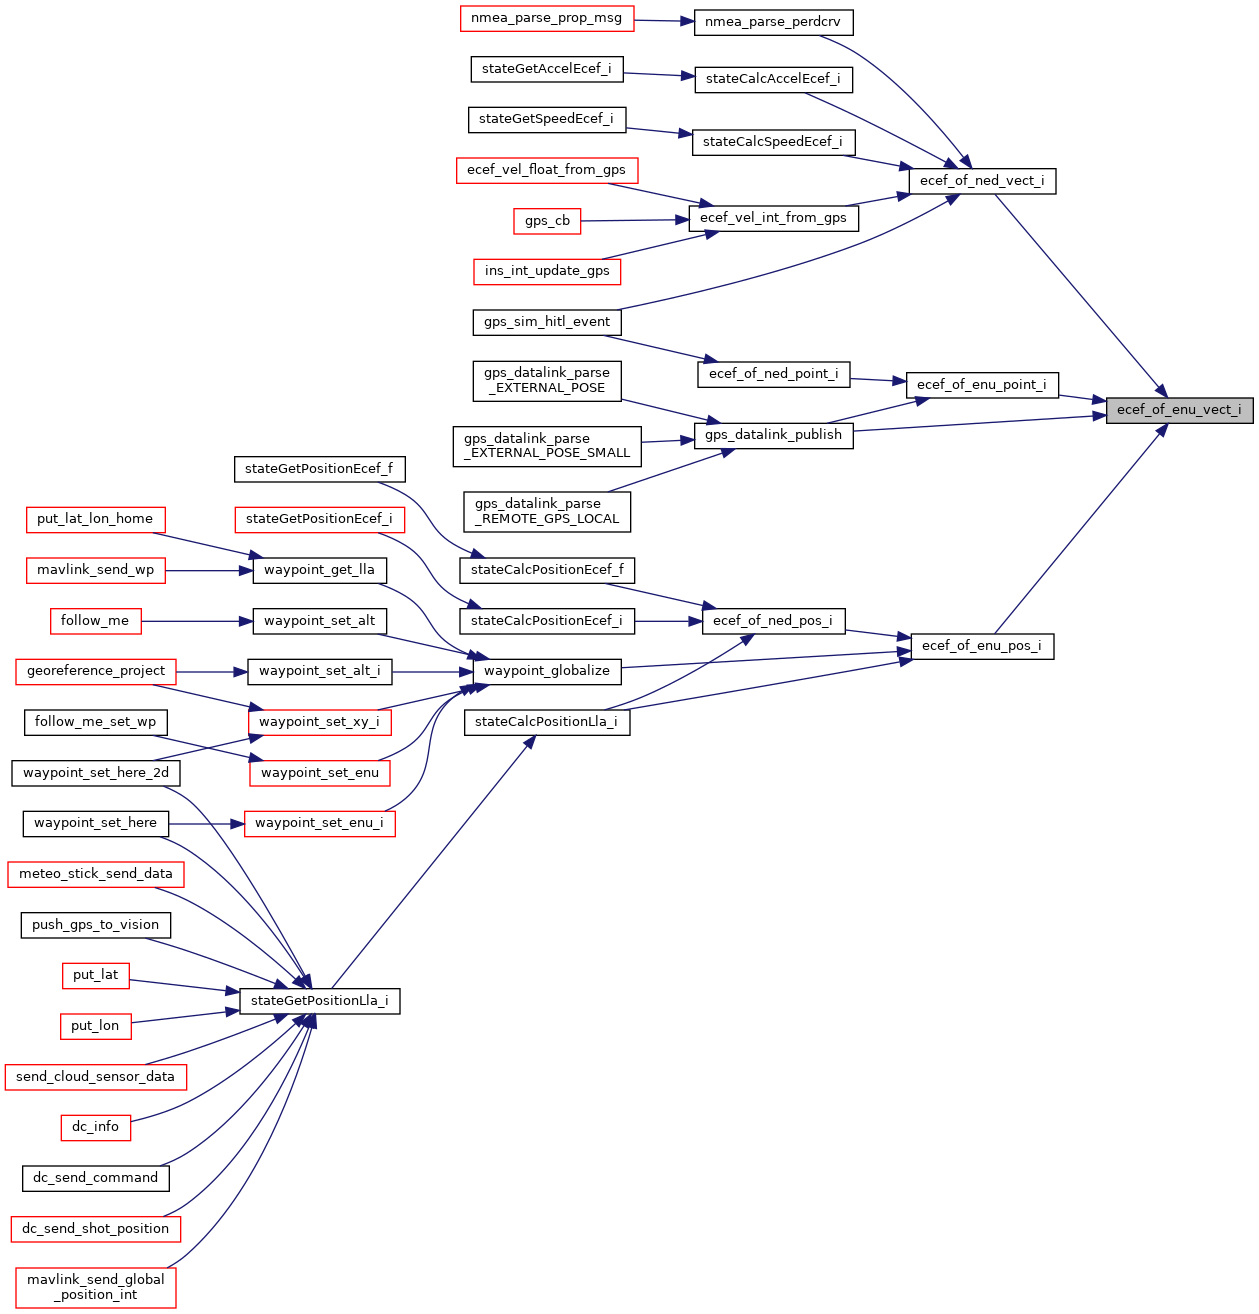 nmea_parse_prop_msg
nmea_parse_perdcrv
stateGetAccelEcef_i
stateCalcAccelEcef_i
stateGetSpeedEcef_i
stateCalcSpeedEcef_i
ecef_vel_float_from_gps
ecef_of_ned_vect_i
gps_cb
ecef_vel_int_from_gps
ins_int_update_gps
gps_sim_hitl_event
gps_datalink_parse
_EXTERNAL_POSE
ecef_of_ned_point_i
ecef_of_enu_point_i
ecef_of_enu_vect_i
gps_datalink_parse
_EXTERNAL_POSE_SMALL
gps_datalink_publish
stateGetPositionEcef_f
gps_datalink_parse
_REMOTE_GPS_LOCAL
put_lat_lon_home
stateGetPositionEcef_i
mavlink_send_wp
waypoint_get_lla
stateCalcPositionEcef_f
follow_me
waypoint_set_alt
stateCalcPositionEcef_i
ecef_of_ned_pos_i
ecef_of_enu_pos_i
georeference_project
waypoint_set_alt_i
waypoint_globalize
follow_me_set_wp
waypoint_set_xy_i
stateCalcPositionLla_i
waypoint_set_here_2d
waypoint_set_enu
waypoint_set_here
waypoint_set_enu_i
meteo_stick_send_data
push_gps_to_vision
put_lat
stateGetPositionLla_i
put_lon
send_cloud_sensor_data
dc_info
dc_send_command
dc_send_shot_position
mavlink_send_global
_position_int